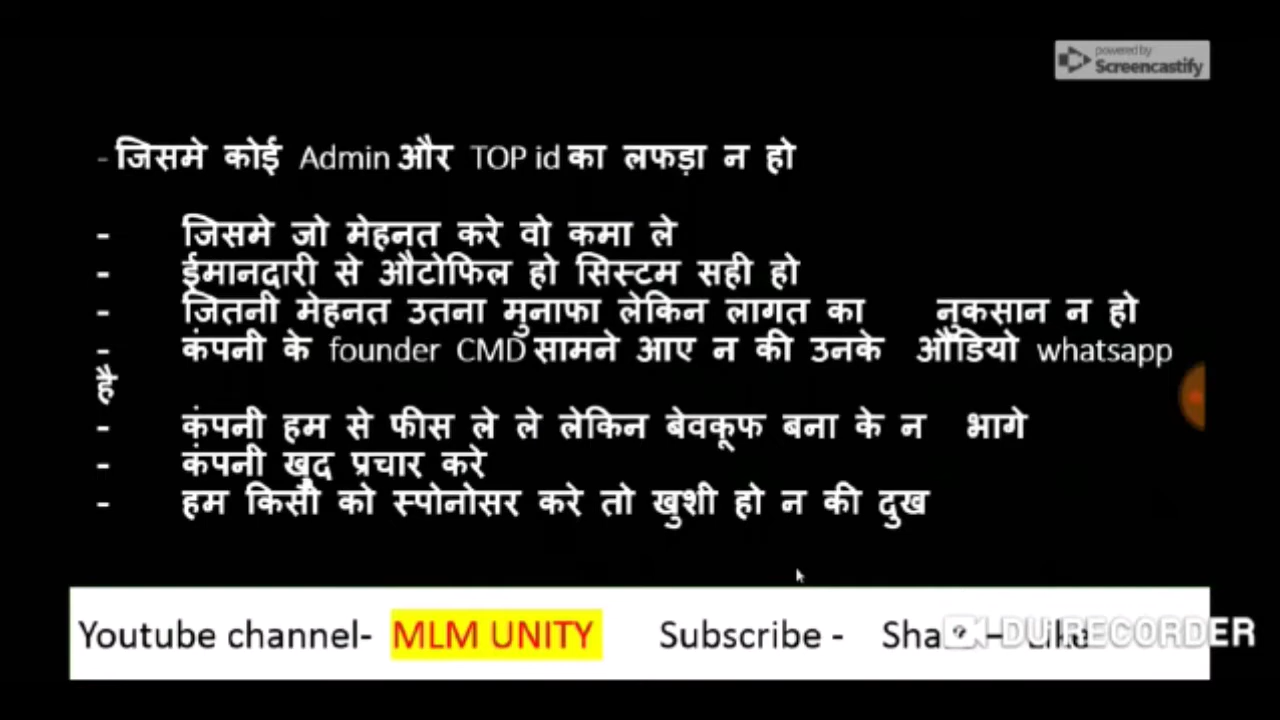 powered by
Screencastify
- जिसमे कोई Admin और TOP id का लफड़ा न हो
- जिसमे जो मेहनत करे वो कमा ले
- ईमानदारी से औटोफिल हो सिस्टम सही हो
- जितनी मेहनत उतना मुनाफा लेकिन लागत का नुकसान न हो
- कंपनी के founder CMD सामने आए न की उनके औडियो whatsapp
है
- कंपनी हम से फीस ले ले लेकिन बेवकूफ बना के न भागे
- कंपनी खुद प्रचार करे
- हम किसी को स्पोनोसर करे तो खुशी हो न की दुख
Youtube channel- MLM UNITY Subscribe - Share - Like
DU RECORDER